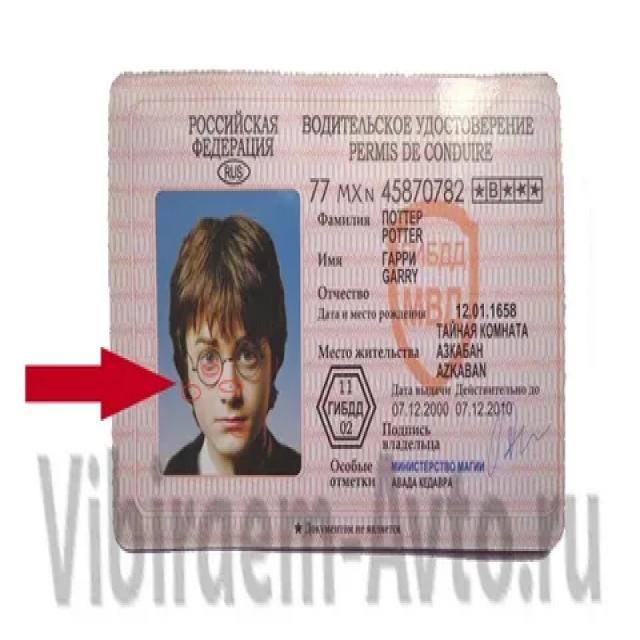 РОССИЙСКАЯ
ФЕДЕРАЦИЯ
RUS
ВОДИТЕЛЬСКОЕ УДОСТОВЕРЕНИЕ
PERMIS DE CONDUIRE
77 МХ N 45870782 ★B★★★
Фамилия ПОТТЕР
POTTER
Имя ГАРРИ
GARRY
Отчество
Дата и место рождения 12.01.1658
ТАЙНАЯ КОМНАТА
Место жительства АЗКАБАН
AZKABAN
Дата выдачи Действительно до
07.12.2000 07.12.2010
11
ГИБДД
02
Подпись
владельца
Особые
отметки
МИНИСТЕРСТВО МАГИИ
АВАДА КЕДАВРА
★ Документом не является
ГИБДД
МВД
Vibiraem-Avto.ru